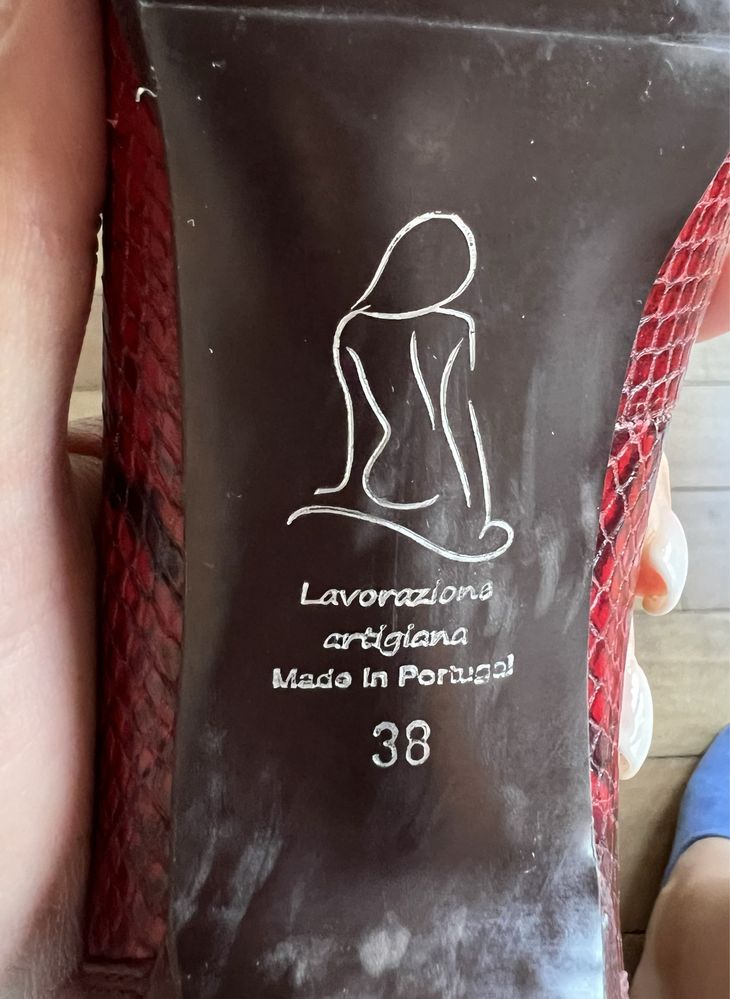 Lavorazione
artigiana
Made In Portugal
38